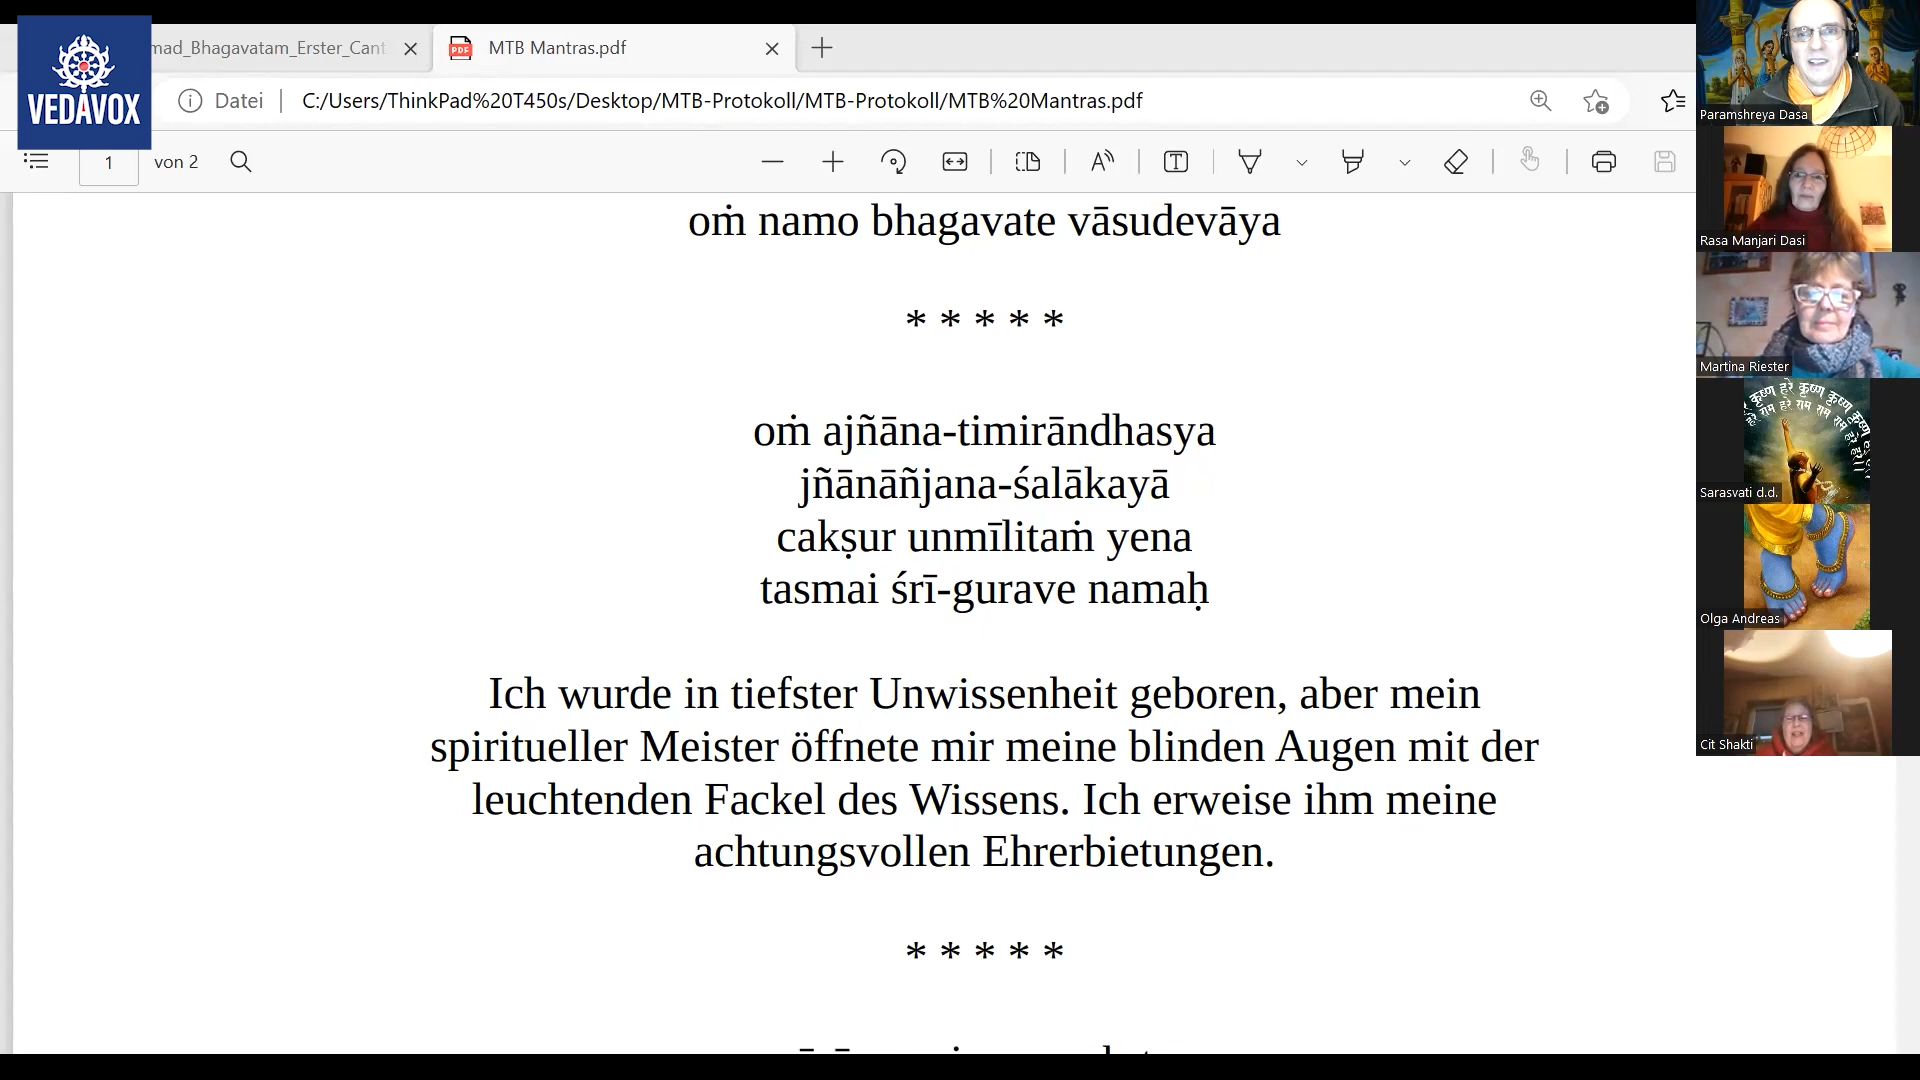 mad_Bhagavatam_Erster_Cant
MTB Mantras.pdf
VEDAVOX
Datei
C:/Users/ThinkPad%20T450s/Desktop/MTB-Protokoll/MTB-Protokoll/MTB%20Mantras.pdf
1 von 2
oṁ namo bhagavate vāsudevāya
* * * * *
oṁ ajñāna-timirāndhasya
jñānāñjana-śalākayā
cakṣur unmīlitaṁ yena
tasmai śrī-gurave namaḥ
Ich wurde in tiefster Unwissenheit geboren, aber mein
spiritueller Meister öffnete mir meine blinden Augen mit der
leuchtenden Fackel des Wissens. Ich erweise ihm meine
achtungsvollen Ehrerbietungen.
* * * * *
Paramshreya Dasa
Rasa Manjari Dasi
Martina Riester
Sarasvati d.d.
Olga Andreas
Cit Shakti